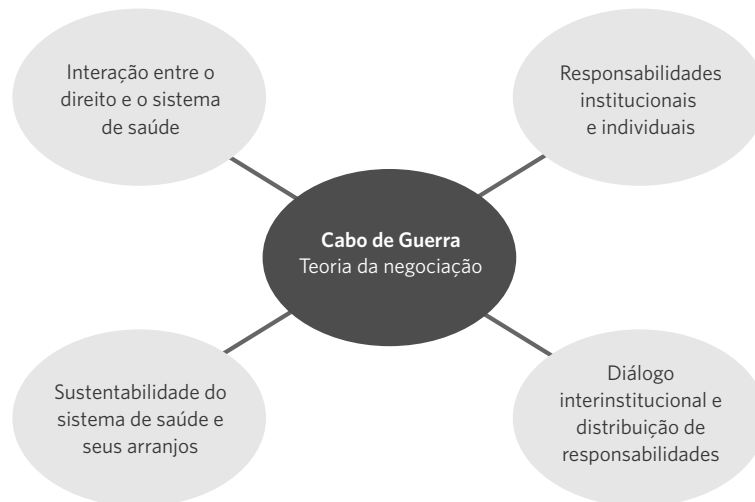 Interação entre o
direito e o sistema
de saúde
Responsabilidades
institucionais
e individuais
Cabo de Guerra
Teoria da negociação
Sustentabilidade do
sistema de saúde e
seus arranjos
Diálogo
interinstitucional e
distribuição de
responsabilidades